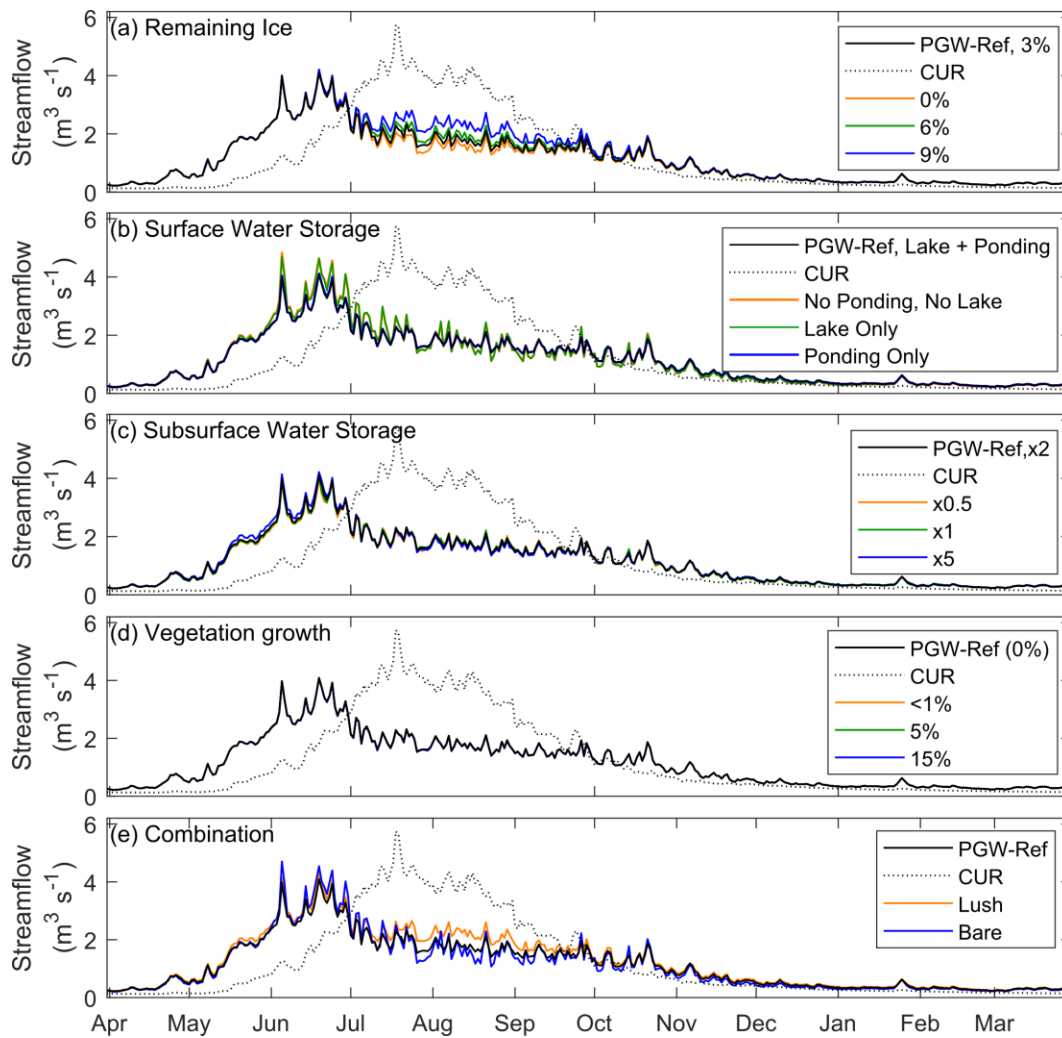 (a) Remaining Ice
Streamflow
(m³ s⁻¹)
6
4
2
0
PGW-Ref, 3%
CUR
0%
6%
9%
(b) Surface Water Storage
Streamflow
(m³ s⁻¹)
6
4
2
0
PGW-Ref, Lake + Ponding
CUR
No Ponding, No Lake
Lake Only
Ponding Only
(c) Subsurface Water Storage
Streamflow
(m³ s⁻¹)
6
4
2
0
PGW-Ref,x2
CUR
x0.5
x1
x5
(d) Vegetation growth
Streamflow
(m³ s⁻¹)
6
4
2
0
PGW-Ref (0%)
CUR
<1%
5%
15%
(e) Combination
Streamflow
(m³ s⁻¹)
6
4
2
0
PGW-Ref
CUR
Lush
Bare
Apr May Jun Jul Aug Sep Oct Nov Dec Jan Feb Mar